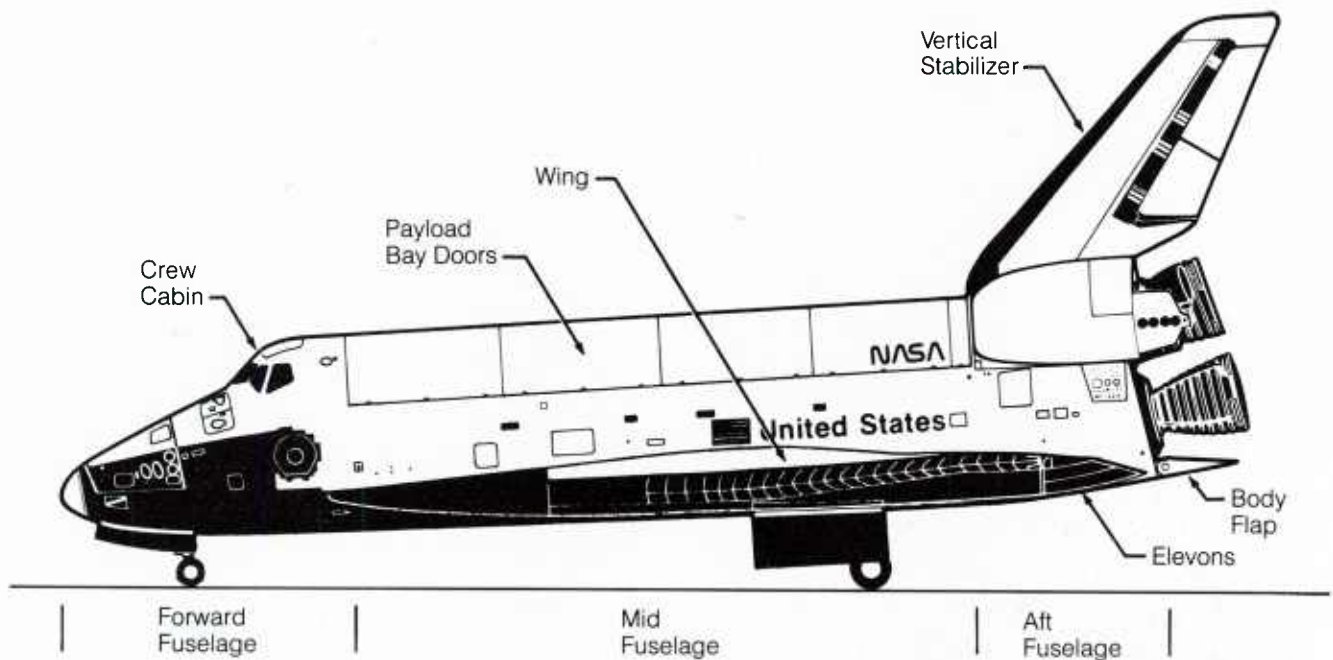 Vertical
Stabilizer
Wing
Payload
Bay Doors
Crew
Cabin
NASA
United States
Body
Flap
Elevons
Forward
Fuselage
Mid
Fuselage
Aft
Fuselage